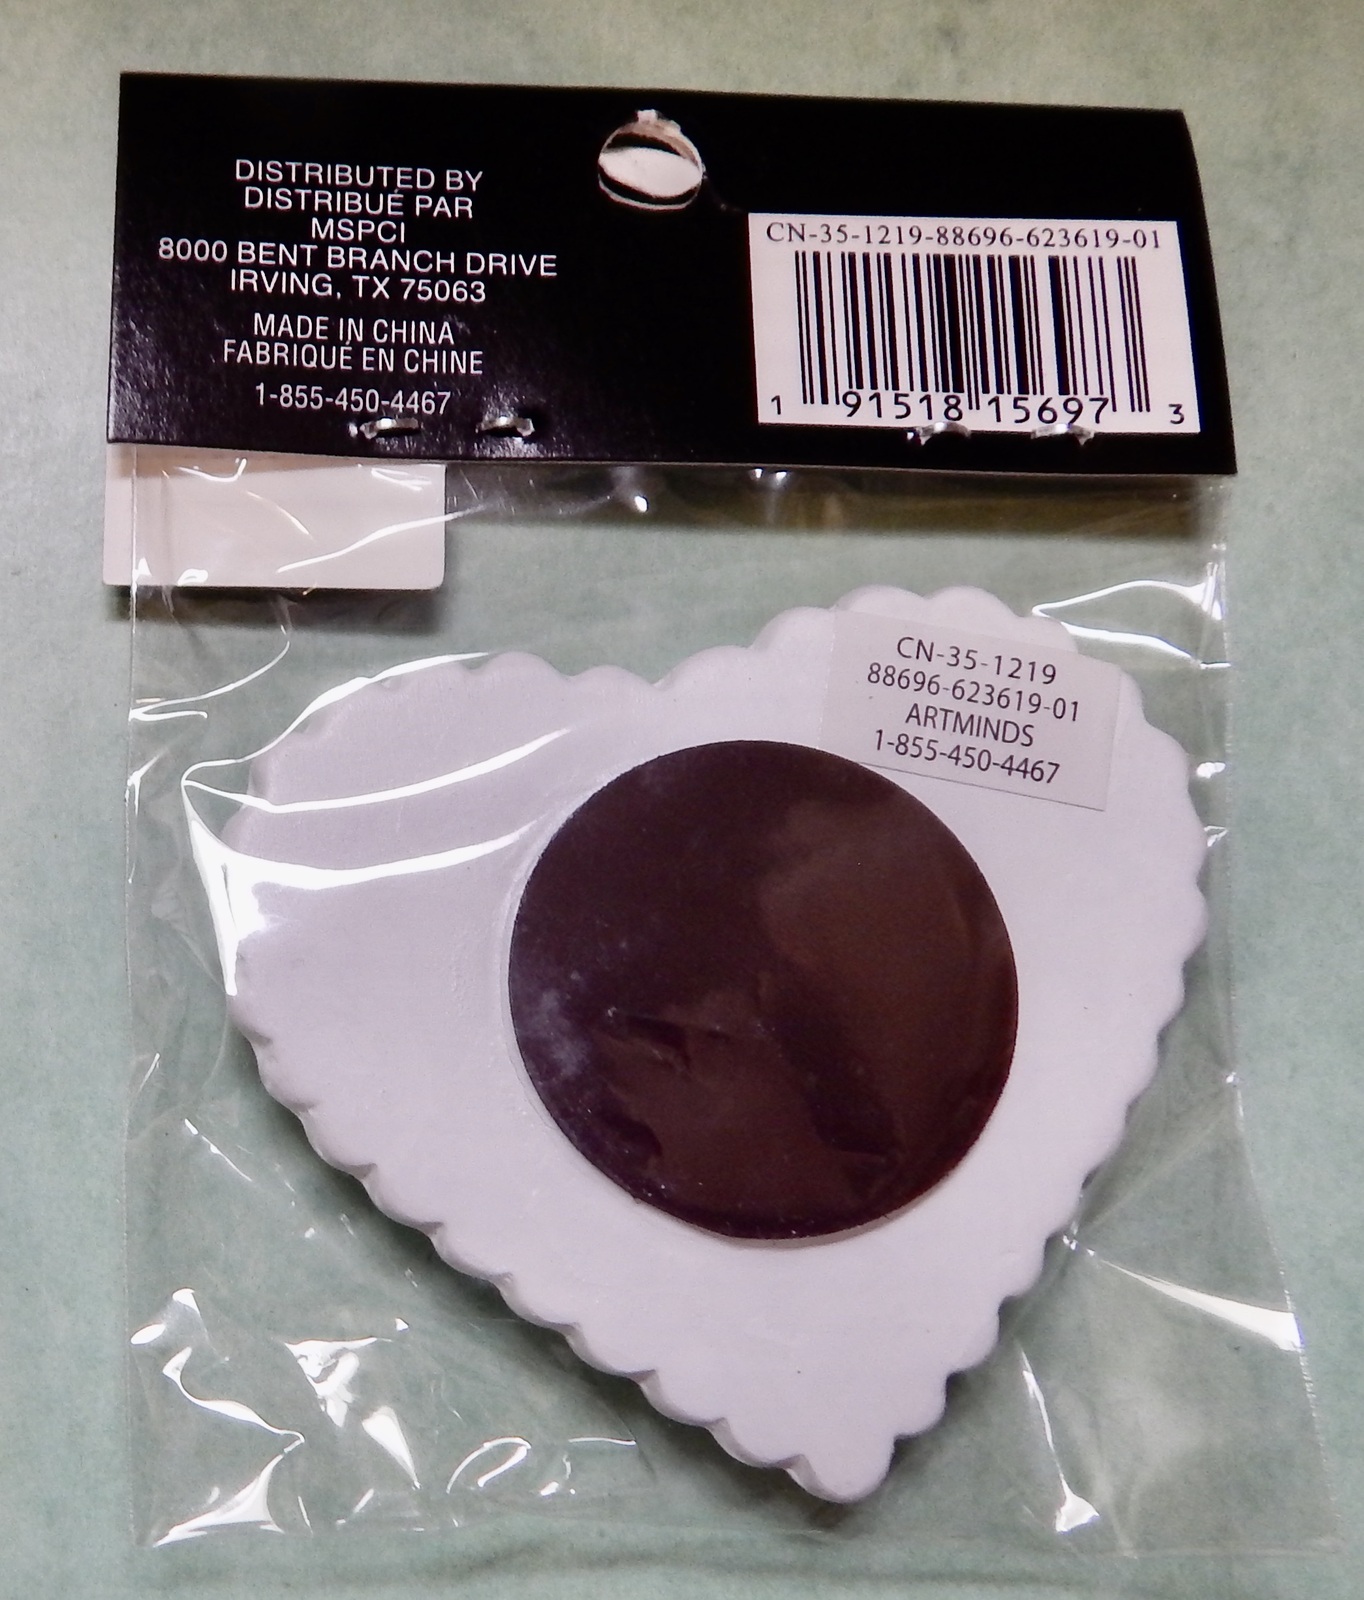 DISTRIBUTED BY
DISTRIBUÉ PAR
MSPCI
8000 BENT BRANCH DRIVE
IRVING, TX 75063
MADE IN CHINA
FABRIQUÉ EN CHINE
1-855-450-4467
CN-35-1219-88696-623619-01
1 91518 15697 3
CN-35-1219
88696-623619-01
ARTMINDS
1-855-450-4467